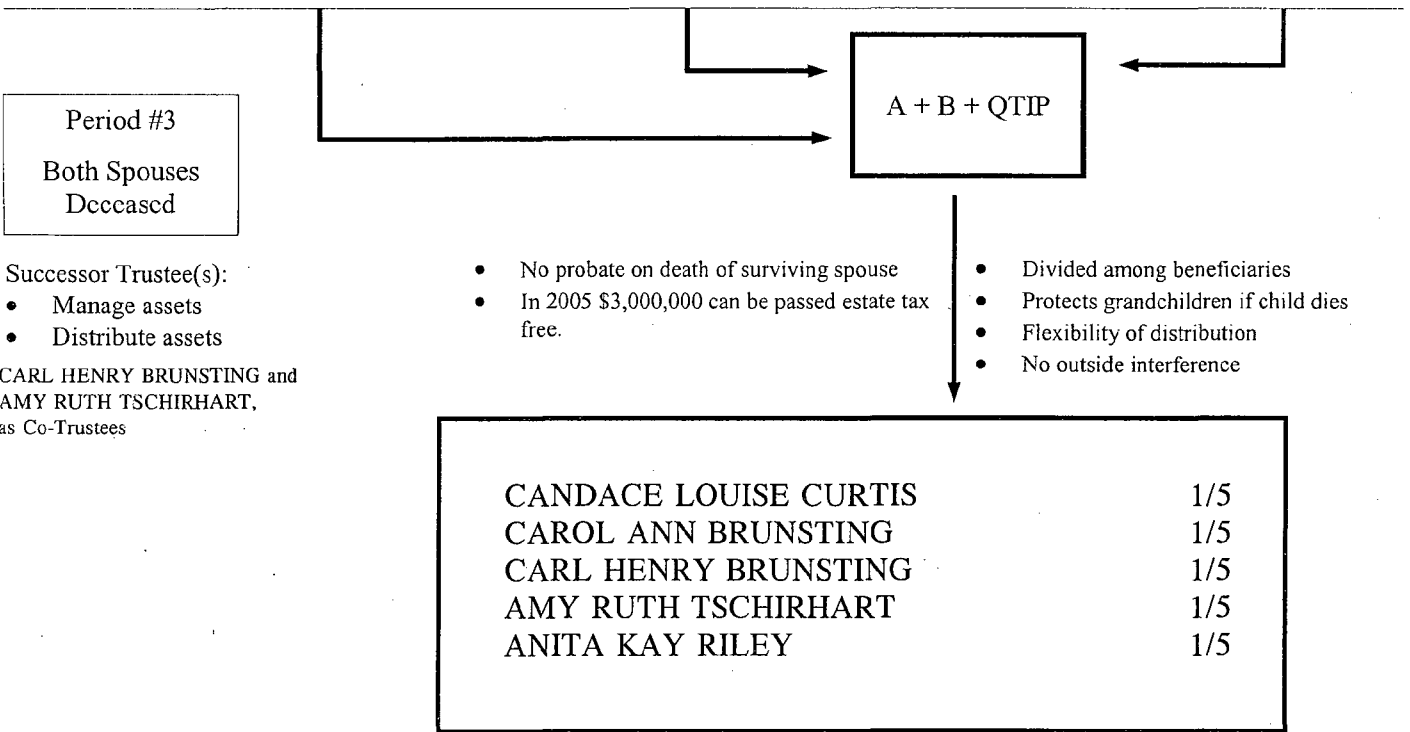 A + B + QTIP
Period #3
Both Spouses
Deceased
Successor Trustee(s):
• Manage assets
• Distribute assets
CARL HENRY BRUNSTING and
AMY RUTH TSCHIRHART,
as Co-Trustees
• No probate on death of surviving spouse
• In 2005 $3,000,000 can be passed estate tax
free.
• Divided among beneficiaries
• Protects grandchildren if child dies
• Flexibility of distribution
• No outside interference
CANDACE LOUISE CURTIS 1/5
CAROL ANN BRUNSTING 1/5
CARL HENRY BRUNSTING 1/5
AMY RUTH TSCHIRHART 1/5
ANITA KAY RILEY 1/5